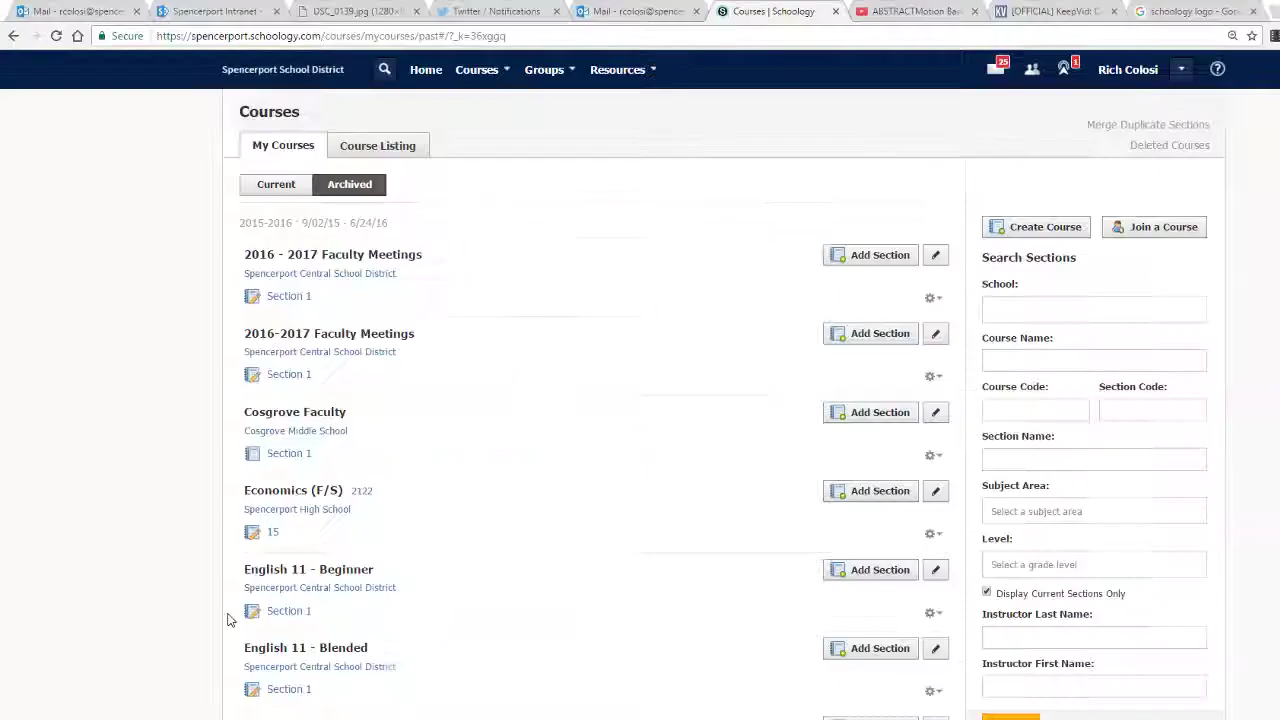 Mail - rcolosi@spence
Spencerport Intranet -
DSC_0139.jpg (1280×
Twitter / Notifications
Mail - rcolosi@spence
Courses | Schoology
ABSTRACTMotion Ba
[OFFICIAL] KeepVid:
schoology logo - Goo
Secure
https://spencerport.schoology.com/courses/mycourses/past#/?_k=36xggq
Spencerport School District
Home
Courses
Groups
Resources
25
1
Rich Colosi
Courses
Merge Duplicate Sections
Deleted Courses
My Courses
Course Listing
Current
Archived
2015-2016 · 9/02/15 - 6/24/16
2016 - 2017 Faculty Meetings
Add Section
Spencerport Central School District
Section 1
2016-2017 Faculty Meetings
Add Section
Spencerport Central School District
Section 1
Cosgrove Faculty
Add Section
Cosgrove Middle School
Section 1
Economics (F/S) 2122
Add Section
Spencerport High School
15
English 11 - Beginner
Add Section
Spencerport Central School District
Section 1
English 11 - Blended
Add Section
Spencerport Central School District
Section 1
Create Course
Join a Course
Search Sections
School:
Course Name:
Course Code:
Section Code:
Section Name:
Subject Area:
Select a subject area
Level:
Select a grade level
Display Current Sections Only
Instructor Last Name:
Instructor First Name: